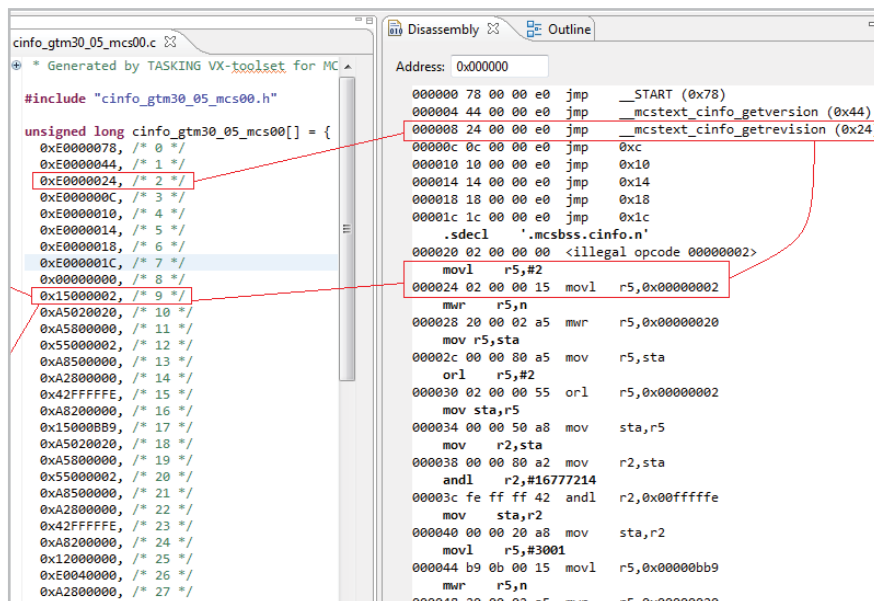 cinfo_gtm30_05_mcs00.c
* Generated by TASKING VX-toolset for MC
#include "cinfo_gtm30_05_mcs00.h"
unsigned long cinfo_gtm30_05_mcs00[] = {
0xE0000078, /* 0 */
0xE0000044, /* 1 */
0xE0000024, /* 2 */
0xE000000C, /* 3 */
0xE0000010, /* 4 */
0xE0000014, /* 5 */
0xE0000018, /* 6 */
0xE000001C, /* 7 */
0x00000000, /* 8 */
0x15000002, /* 9 */
0xA5020020, /* 10 */
0xA5800000, /* 11 */
0x55000002, /* 12 */
0xA8500000, /* 13 */
0xA2800000, /* 14 */
0x42FFFFFE, /* 15 */
0xA8200000, /* 16 */
0x15000BB9, /* 17 */
0xA5020020, /* 18 */
0xA5800000, /* 19 */
0x55000002, /* 20 */
0xA8500000, /* 21 */
0xA2800000, /* 22 */
0x42FFFFFE, /* 23 */
0xA8200000, /* 24 */
0x12000000, /* 25 */
0xE0040000, /* 26 */
0xA2800000, /* 27 */
Disassembly Outline
Address: 0x000000
000000 78 00 00 e0 jmp __START (0x78)
000004 44 00 00 e0 jmp __mcstext_cinfo_getversion (0x44)
000008 24 00 00 e0 jmp __mcstext_cinfo_getrevision (0x24)
00000c 0c 00 00 e0 jmp 0xc
000010 10 00 00 e0 jmp 0x10
000014 14 00 00 e0 jmp 0x14
000018 18 00 00 e0 jmp 0x18
00001c 1c 00 00 e0 jmp 0x1c
.sdecl '.mcsbss.cinfo.n'
000020 02 00 00 00 <illegal opcode 00000002>
movl r5,#2
000024 02 00 00 15 movl r5,0x00000002
mwr r5,n
000028 20 00 02 a5 mwr r5,0x00000020
mov r5,sta
00002c 00 00 80 a5 mov r5,sta
orl r5,#2
000030 02 00 00 55 orl r5,0x00000002
mov sta,r5
000034 00 00 50 a8 mov sta,r5
mov r2,sta
000038 00 00 80 a2 mov r2,sta
andl r2,#16777214
00003c fe ff ff 42 andl r2,0x00fffffe
mov sta,r2
000040 00 00 20 a8 mov sta,r2
movl r5,#3001
000044 b9 0b 00 15 movl r5,0x00000bb9
mwr r5,n